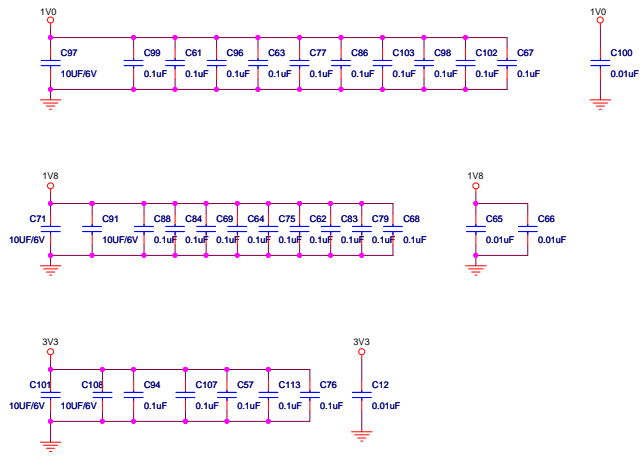 1V0
1V0
C97 C99 C61 C96 C63 C77 C86 C103 C98 C102 C67 C100
10UF/6V 0.1uF 0.1uF 0.1uF 0.1uF 0.1uF 0.1uF 0.1uF 0.1uF 0.1uF 0.1uF 0.01uF
1V8
1V8
C71 C91 C88 C84 C69 C64 C75 C62 C83 C79 C68 C65 C66
10UF/6V 10UF/6V 0.1uF 0.1uF 0.1uF 0.1uF 0.1uF 0.1uF 0.1uF 0.1uF 0.1uF 0.01uF 0.01uF
3V3
3V3
C101 C108 C94 C107 C57 C113 C76 C12
10UF/6V 10UF/6V 0.1uF 0.1uF 0.1uF 0.1uF 0.1uF 0.01uF